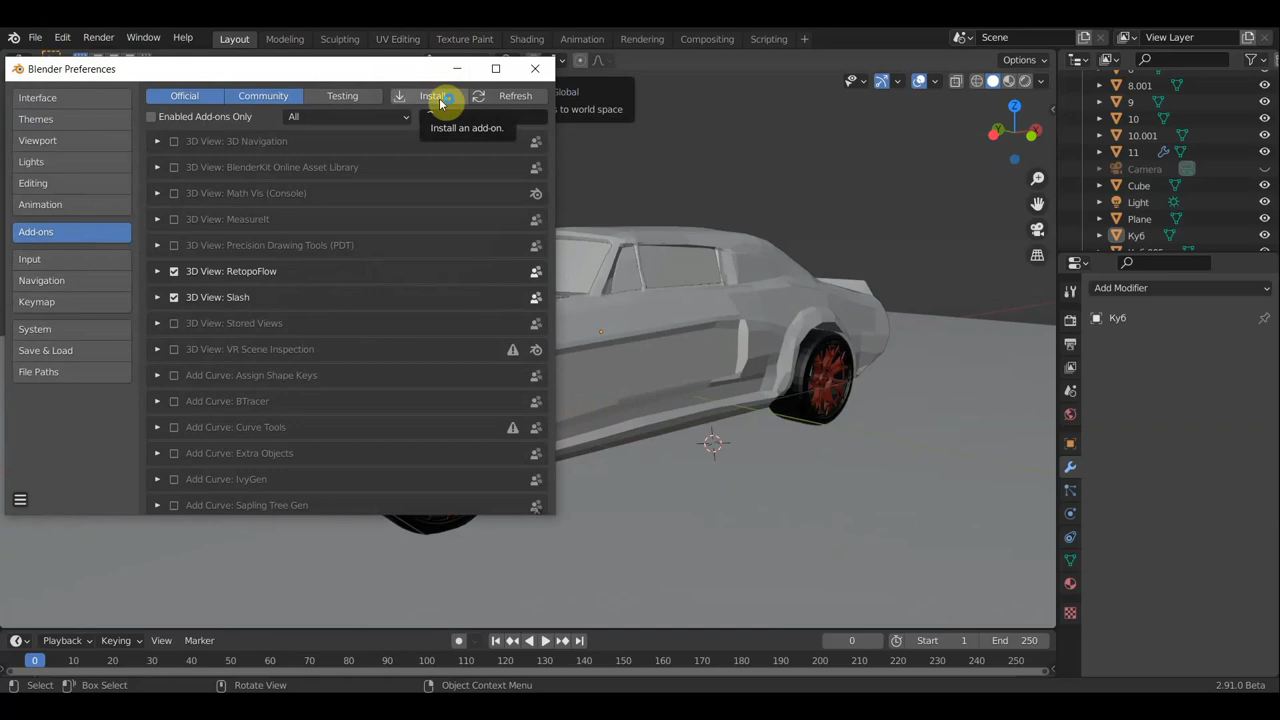 File Edit Render Window Help Layout Modeling Sculpting UV Editing Texture Paint Shading Animation Rendering Compositing Scripting + Scene View Layer
Blender Preferences
Options
Global
s to world space
Interface
Themes
Viewport
Lights
Editing
Animation
Add-ons
Input
Navigation
Keymap
System
Save & Load
File Paths
Official Community Testing Install Refresh
Enabled Add-ons Only All
Install an add-on.
3D View: 3D Navigation
3D View: BlenderKit Online Asset Library
3D View: Math Vis (Console)
3D View: MeasureIt
3D View: Precision Drawing Tools (PDT)
3D View: RetopoFlow
3D View: Slash
3D View: Stored Views
3D View: VR Scene Inspection
Add Curve: Assign Shape Keys
Add Curve: BTracer
Add Curve: Curve Tools
Add Curve: Extra Objects
Add Curve: IvyGen
Add Curve: Sapling Tree Gen
Z
8.001
9
10
10.001
11
Camera
Cube
Light
Plane
Куб
Add Modifier
Куб
Playback Keying View Marker 0 Start 1 End 250
0 10 20 30 40 50 60 70 80 90 100 110 120 130 140 150 160 170 180 190 200 210 220 230 240 250
Select Box Select Rotate View Object Context Menu 2.91.0 Beta